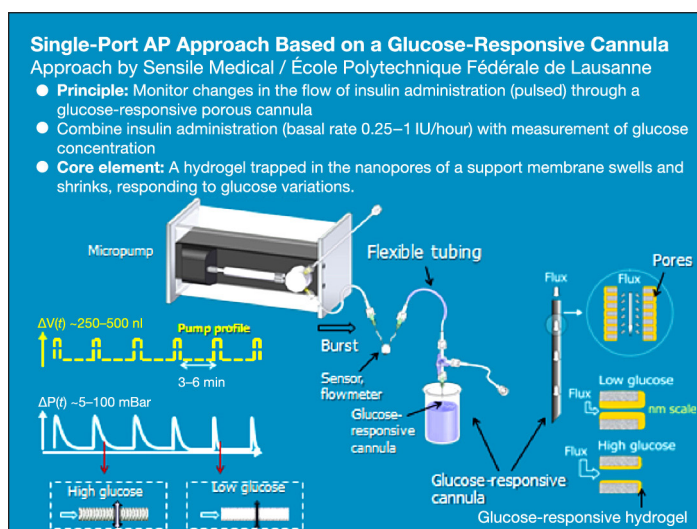 Single-Port AP Approach Based on a Glucose-Responsive Cannula
Approach by Sensile Medical / École Polytechnique Fédérale de Lausanne
● Principle: Monitor changes in the flow of insulin administration (pulsed) through a
glucose-responsive porous cannula
● Combine insulin administration (basal rate 0.25–1 IU/hour) with measurement of glucose
concentration
● Core element: A hydrogel trapped in the nanopores of a support membrane swells and
shrinks, responding to glucose variations.
Micropump
Flexible tubing
Flux
Flux
Pores
ΔV(t) ~250–500 nl
Pump profile
3–6 min
Burst
Sensor,
flowmeter
Glucose-
responsive
cannula
Glucose-responsive
cannula
Low glucose
Flux
nm scale
High glucose
Flux
Glucose-responsive hydrogel
ΔP(t) ~5–100 mBar
High glucose
Low glucose